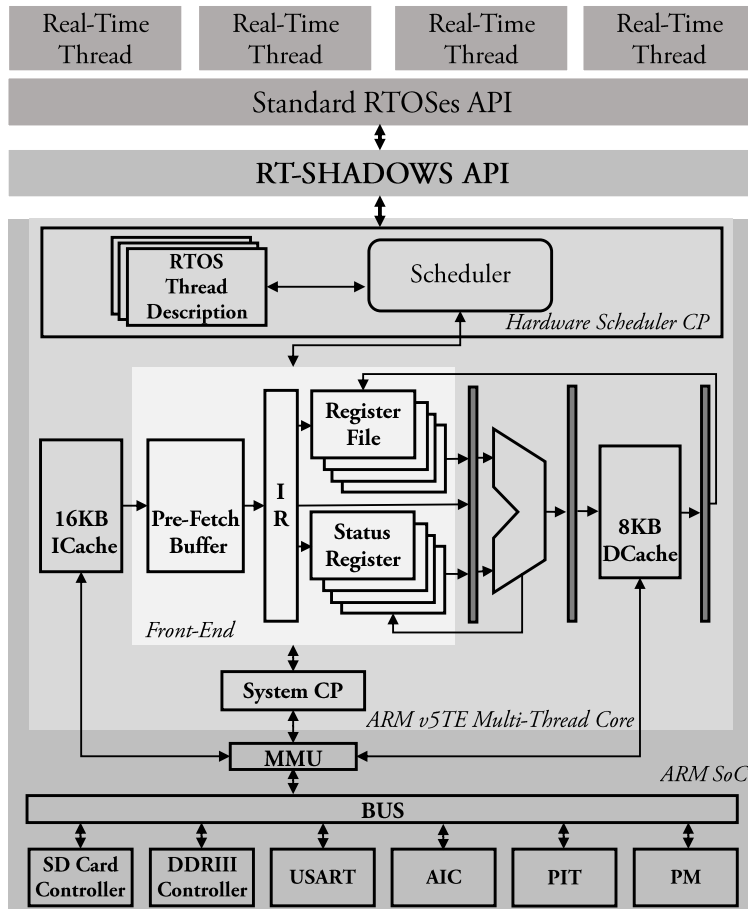 Real-Time
Thread
Real-Time
Thread
Real-Time
Thread
Real-Time
Thread
Standard RTOSes API
RT-SHADOWS API
RTOS
Thread
Description
Scheduler
Hardware Scheduler CP
Register
File
16KB
ICache
Pre-Fetch
Buffer
I
R
Status
Register
8KB
DCache
Front-End
System CP
ARM v5TE Multi-Thread Core
MMU
ARM SoC
BUS
SD Card
Controller
DDRIII
Controller
USART
AIC
PIT
PM